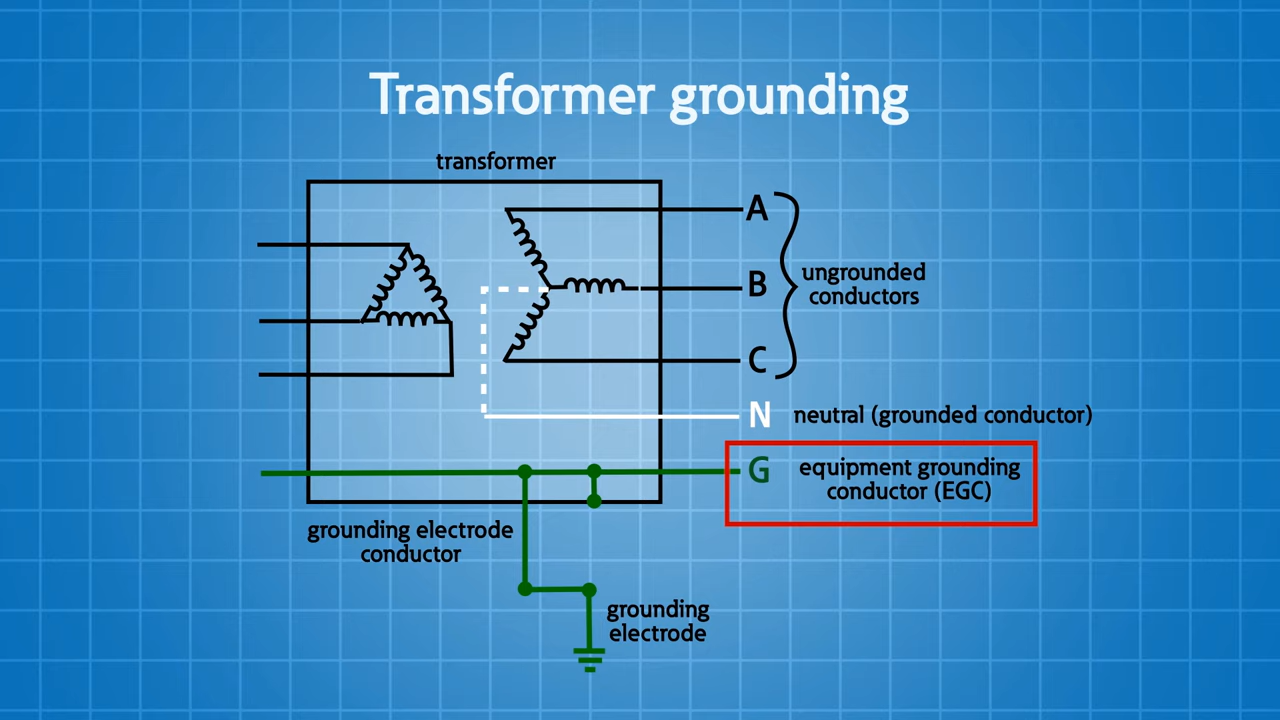 Transformer grounding
transformer
A
B
ungrounded
conductors
C
N neutral (grounded conductor)
G equipment grounding
conductor (EGC)
grounding electrode
conductor
grounding
electrode